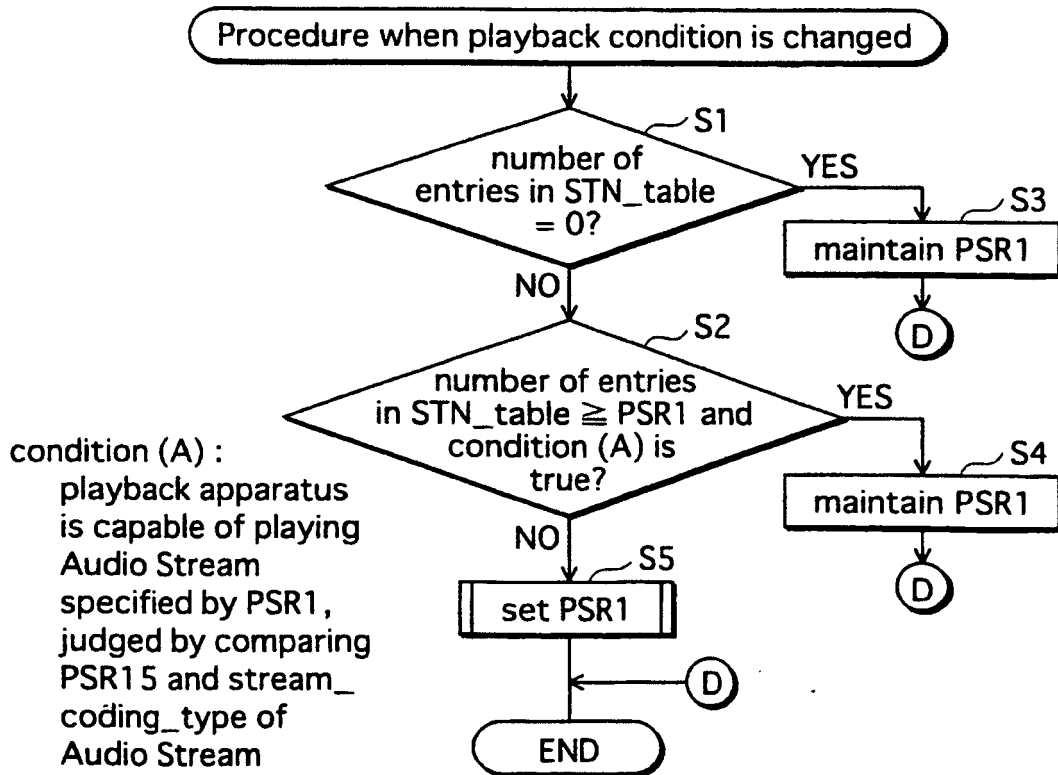 Procedure when playback condition is changed
S1
number of
entries in STN_table
= 0?
YES
S3
maintain PSR1
D
NO
S2
number of entries
in STN_table ≧ PSR1 and
condition (A) is
true?
YES
S4
maintain PSR1
D
NO
S5
set PSR1
D
END
condition (A) :
playback apparatus
is capable of playing
Audio Stream
specified by PSR1,
judged by comparing
PSR15 and stream_
coding_type of
Audio Stream